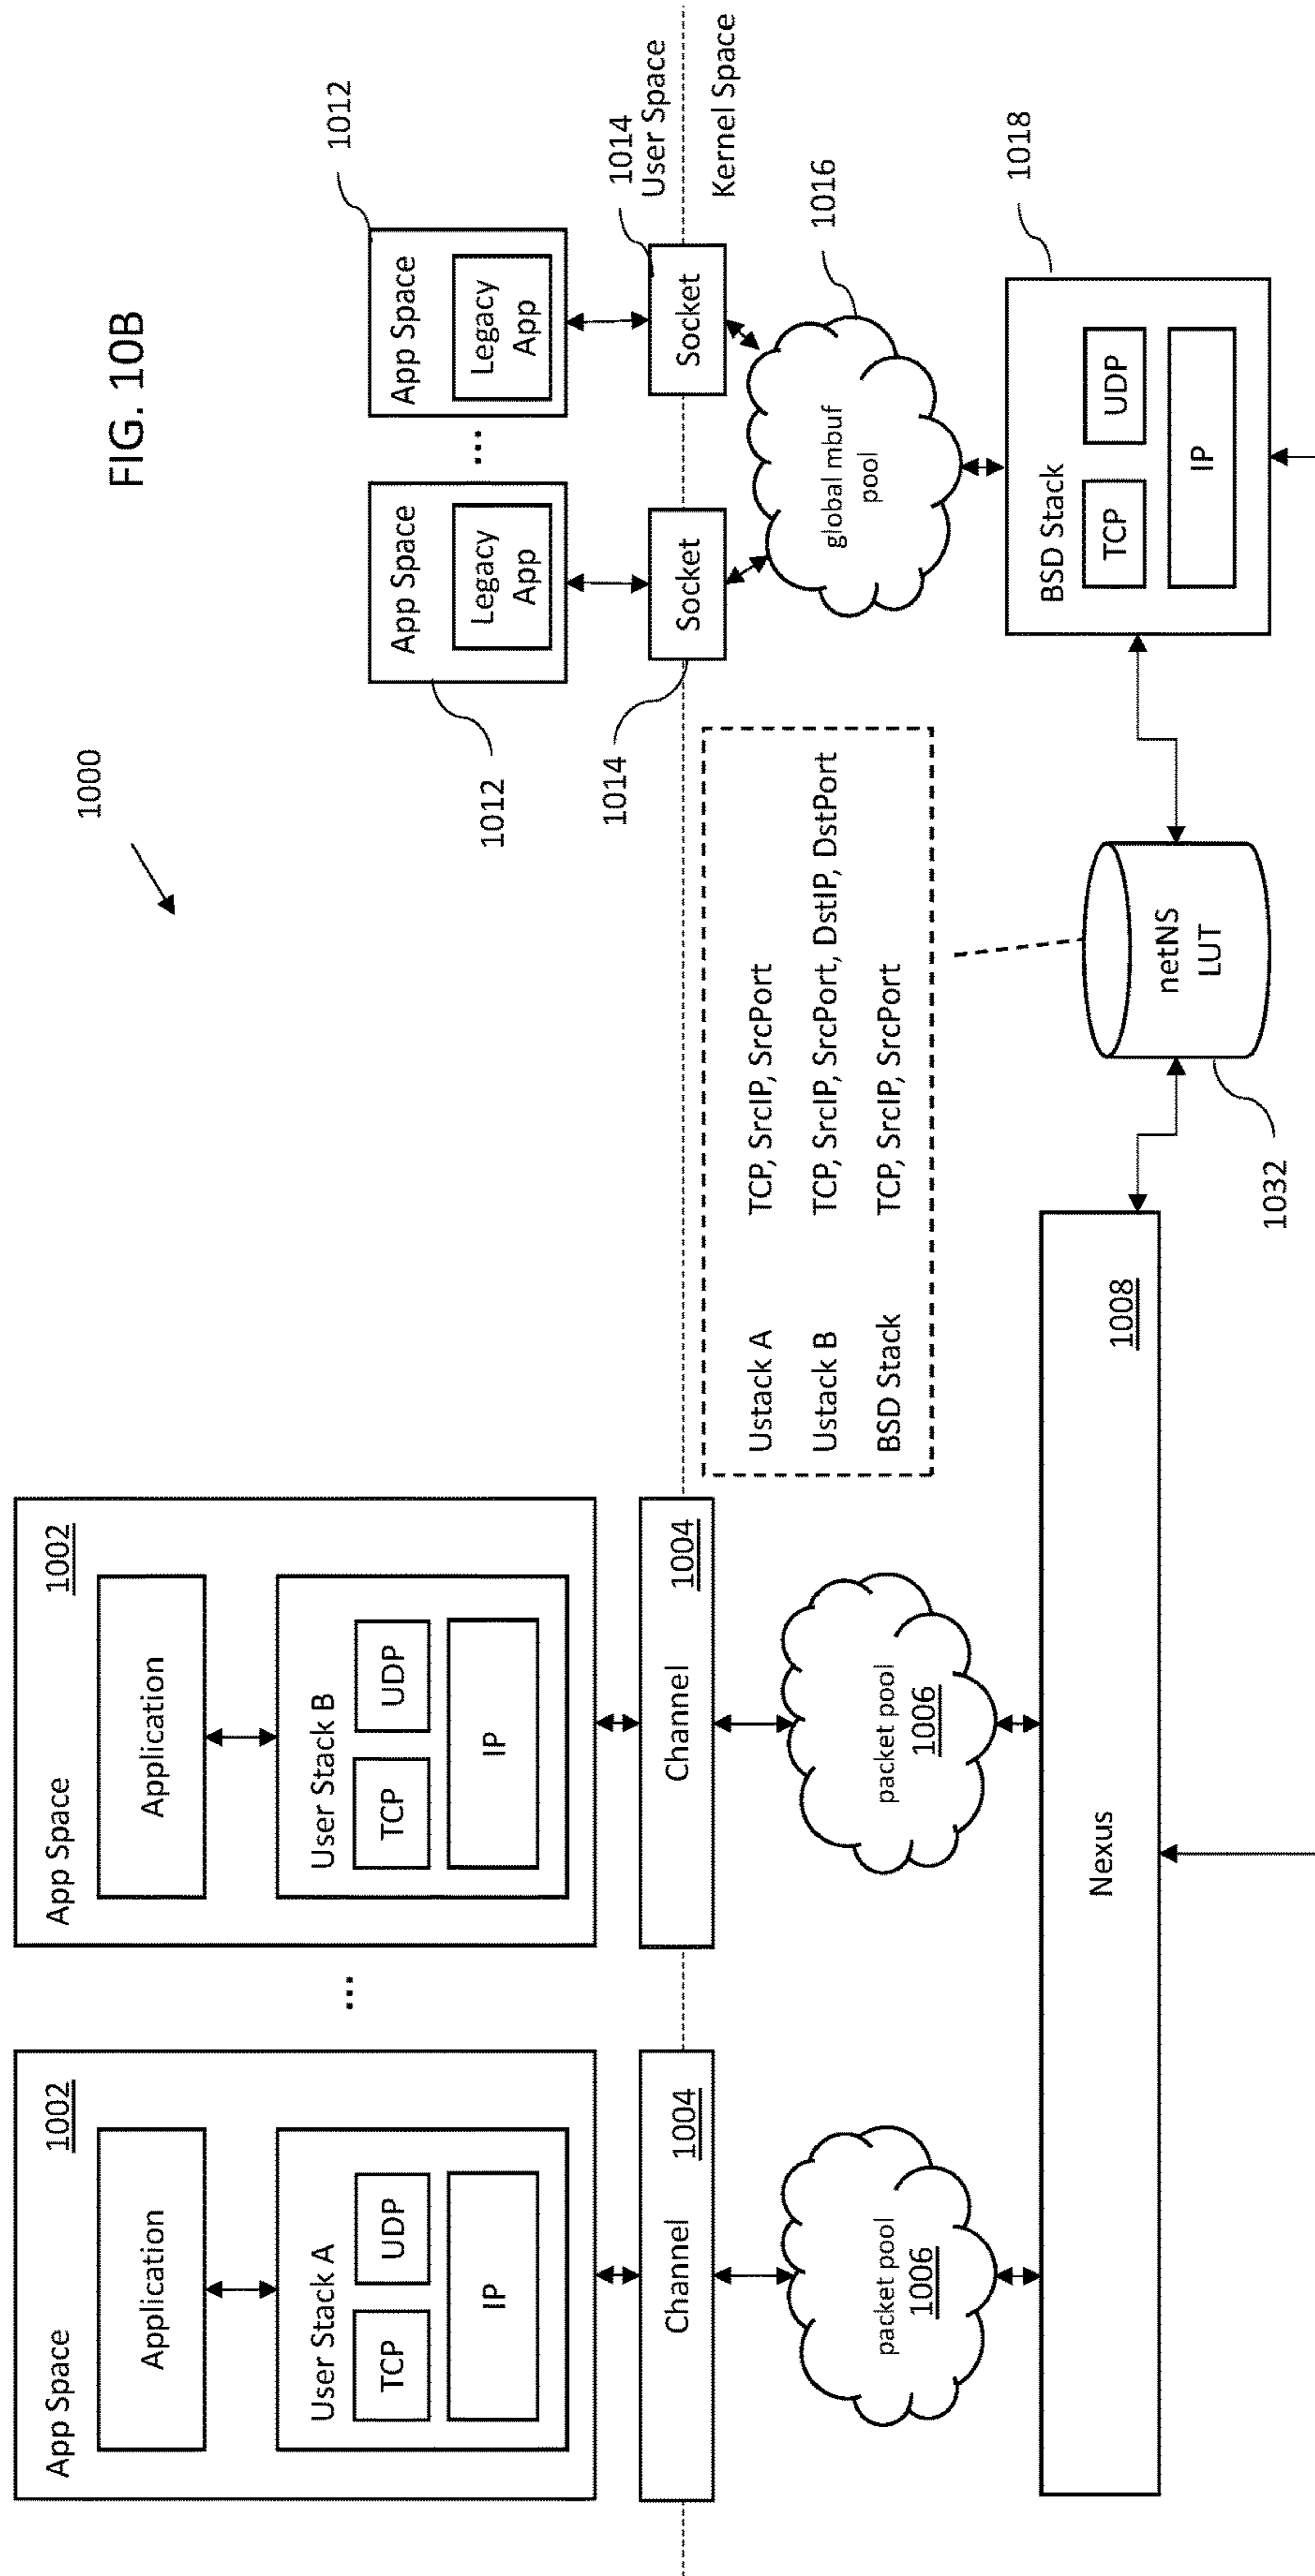 FIG. 10B
1000
App Space
1002
Application
User Stack A
TCP
UDP
IP
Channel
1004
packet pool
1006
...
App Space
1002
Application
User Stack B
TCP
UDP
IP
Channel
1004
packet pool
1006
Nexus
1008
Ustack A TCP, SrcIP, SrcPort
Ustack B TCP, SrcIP, SrcPort, DstIP, DstPort
BSD Stack TCP, SrcIP, SrcPort
netNS
LUT
1032
App Space
Legacy
App
1012
...
App Space
Legacy
App
1012
Socket
1014
Socket
1014
User Space
Kernel Space
global mbuf
pool
1016
BSD Stack
TCP
UDP
IP
1018